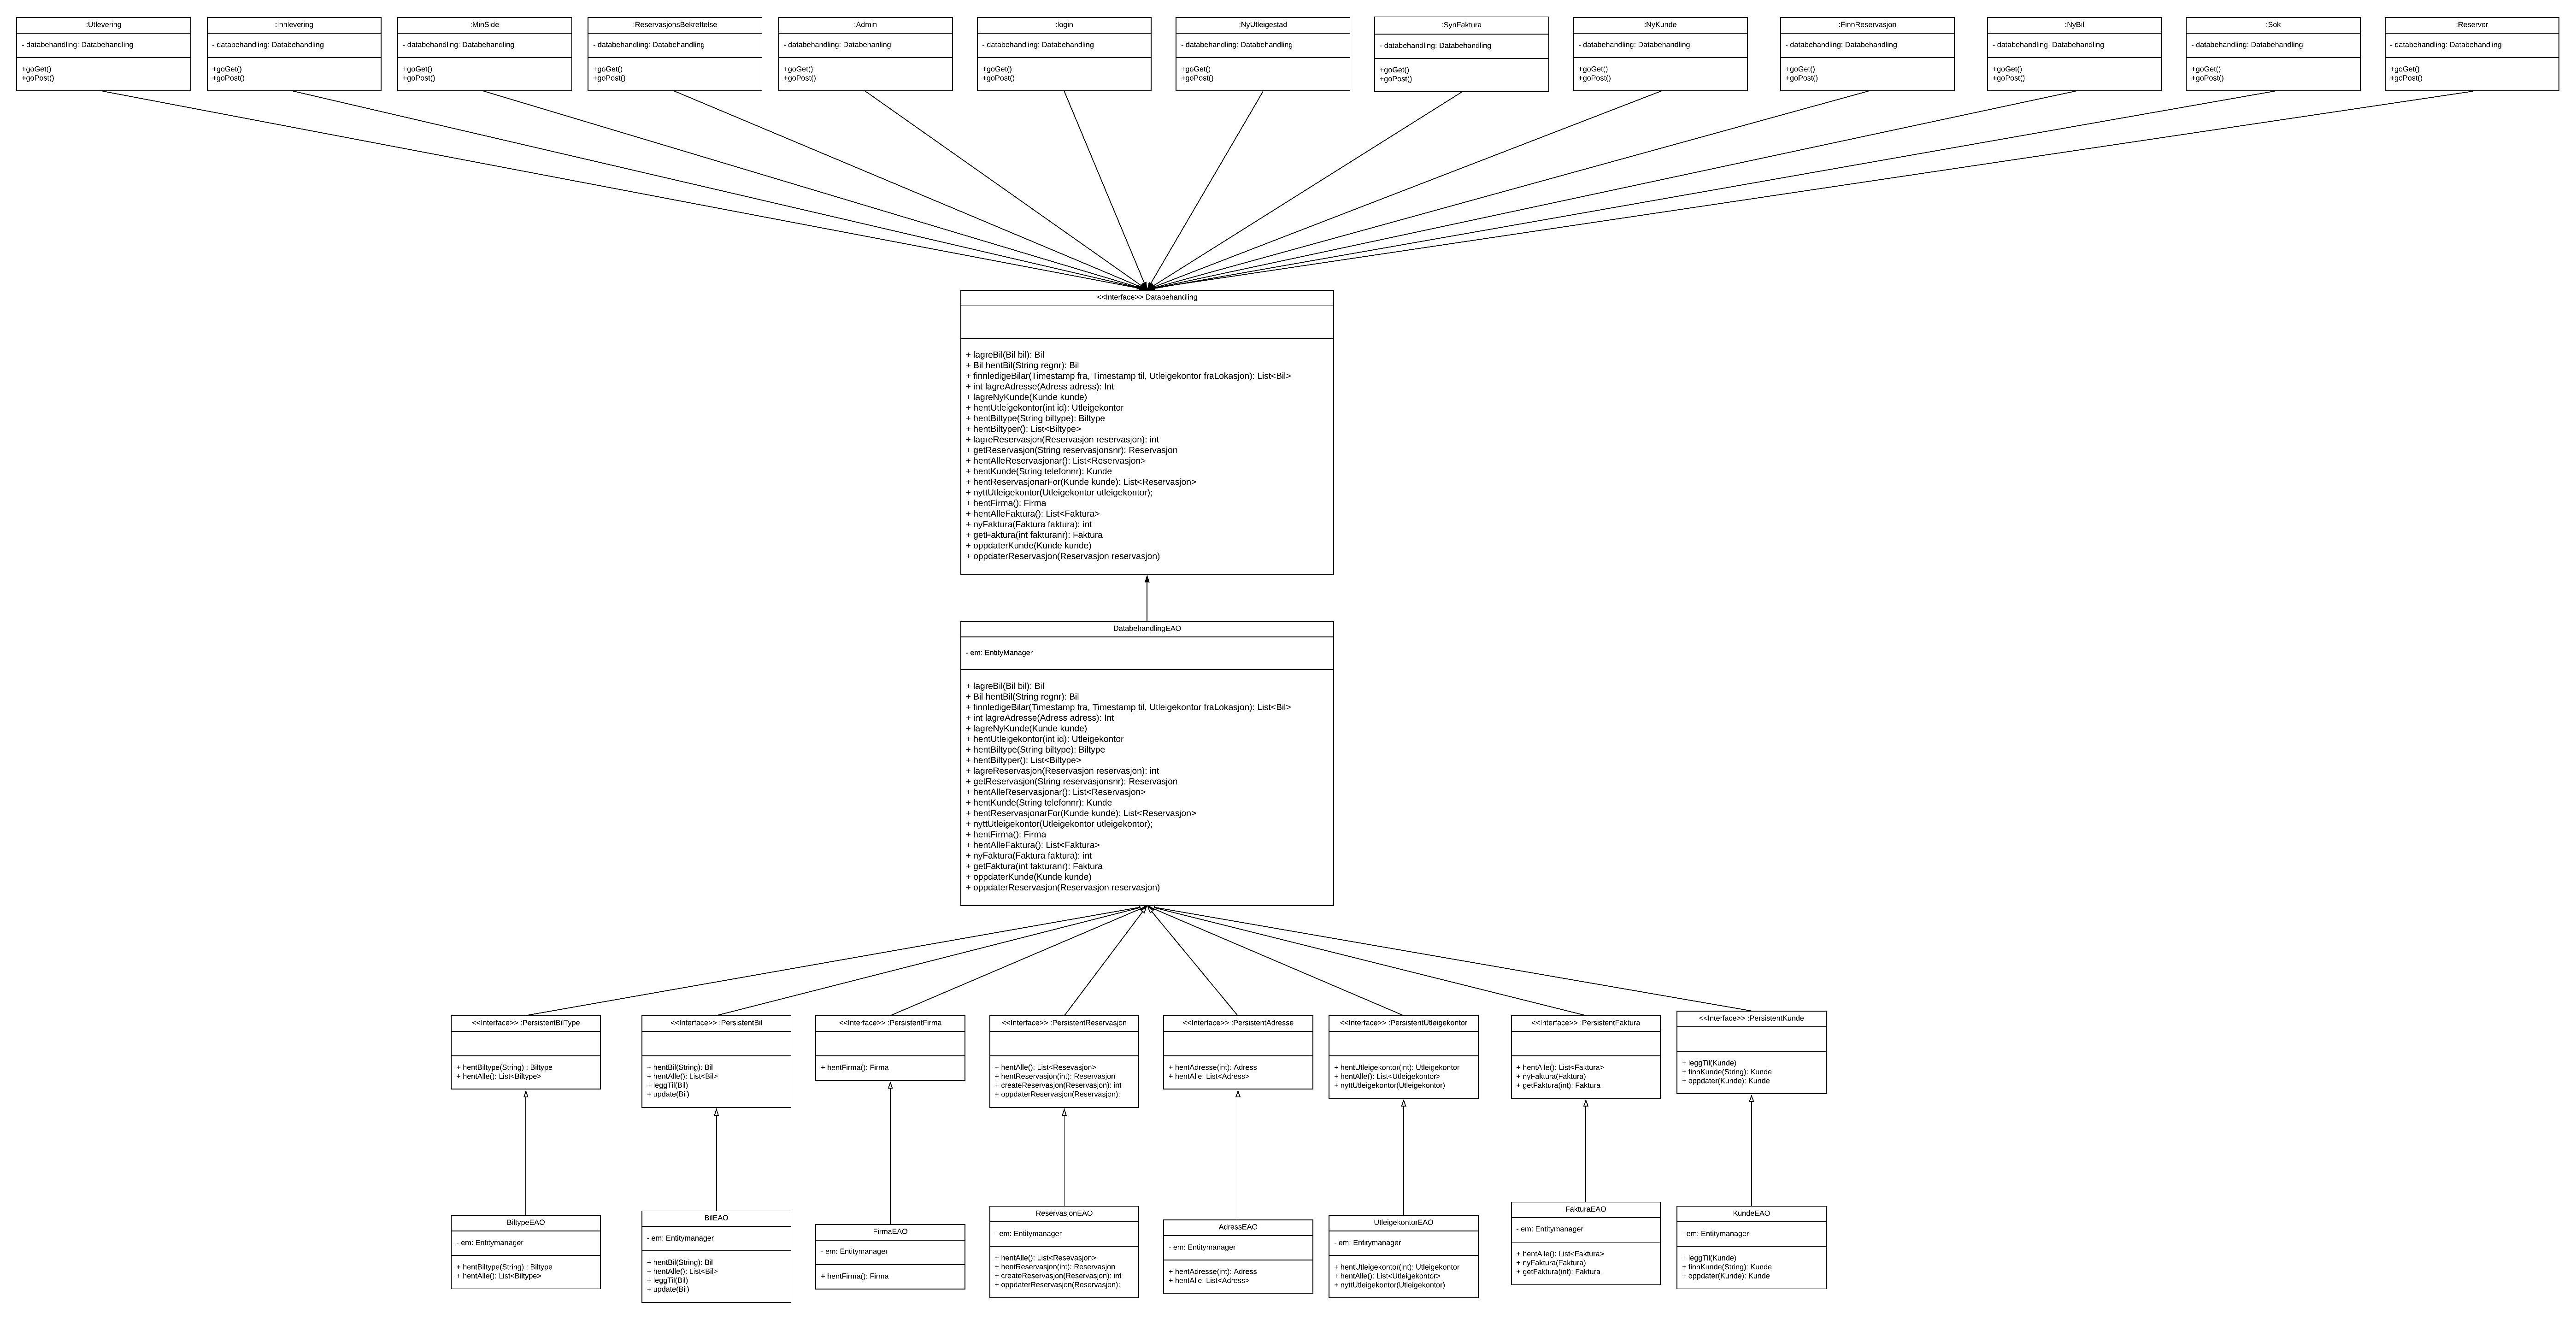 :Utlevering
- databehandling: Databehandling
+goGet()
+goPost()
:Innlevering
- databehandling: Databehandling
+goGet()
+goPost()
:MinSide
- databehandling: Databehandling
+goGet()
+goPost()
:ReservasjonsBekreftelse
- databehandling: Databehandling
+goGet()
+goPost()
:Admin
- databehandling: Databehanling
+goGet()
+goPost()
:login
- databehandling: Databehandling
+goGet()
+goPost()
:NyUtleigestad
- databehandling: Databehandling
+goGet()
+goPost()
:SynFaktura
- databehandling: Databehandling
+goGet()
+goPost()
:NyKunde
- databehandling: Databehandling
+goGet()
+goPost()
:FinnReservasjon
- databehandling: Databehandling
+goGet()
+goPost()
:NyBil
- databehandling: Databehandling
+goGet()
+goPost()
:Sok
- databehandling: Databehandling
+goGet()
+goPost()
:Reserver
- databehandling: Databehandling
+goGet()
+goPost()
<<Interface>> Databehandling
+ lagreBil(Bil bil): Bil
+ Bil hentBil(String regnr): Bil
+ finnledigeBilar(Timestamp fra, Timestamp til, Utleigekontor fraLokasjon): List<Bil>
+ int lagreAdresse(Adress adress): Int
+ lagreNyKunde(Kunde kunde)
+ hentUtleigekontor(int id): Utleigekontor
+ hentBiltype(String biltype): Biltype
+ hentBiltyper(): List<Biltype>
+ lagreReservasjon(Reservasjon reservasjon): int
+ getReservasjon(String reservasjonsnr): Reservasjon
+ hentAlleReservasjonar(): List<Reservasjon>
+ hentKunde(String telefonnr): Kunde
+ hentReservasjonarFor(Kunde kunde): List<Reservasjon>
+ nyttUtleigekontor(Utleigekontor utleigekontor);
+ hentFirma(): Firma
+ hentAlleFaktura(): List<Faktura>
+ nyFaktura(Faktura faktura): int
+ getFaktura(int fakturanr): Faktura
+ oppdaterKunde(Kunde kunde)
+ oppdaterReservasjon(Reservasjon reservasjon)
DatabehandlingEAO
- em: EntityManager
+ lagreBil(Bil bil): Bil
+ Bil hentBil(String regnr): Bil
+ finnledigeBilar(Timestamp fra, Timestamp til, Utleigekontor fraLokasjon): List<Bil>
+ int lagreAdresse(Adress adress): Int
+ lagreNyKunde(Kunde kunde)
+ hentUtleigekontor(int id): Utleigekontor
+ hentBiltype(String biltype): Biltype
+ hentBiltyper(): List<Biltype>
+ lagreReservasjon(Reservasjon reservasjon): int
+ getReservasjon(String reservasjonsnr): Reservasjon
+ hentAlleReservasjonar(): List<Reservasjon>
+ hentKunde(String telefonnr): Kunde
+ hentReservasjonarFor(Kunde kunde): List<Reservasjon>
+ nyttUtleigekontor(Utleigekontor utleigekontor);
+ hentFirma(): Firma
+ hentAlleFaktura(): List<Faktura>
+ nyFaktura(Faktura faktura): int
+ getFaktura(int fakturanr): Faktura
+ oppdaterKunde(Kunde kunde)
+ oppdaterReservasjon(Reservasjon reservasjon)
<<Interface>> :PersistentBilType
+ hentBiltype(String) : Biltype
+ hentAlle(): List<Biltype>
<<Interface>> :PersistentBil
+ hentBil(String): Bil
+ hentAlle(): List<Bil>
+ leggTil(Bil)
+ update(Bil)
<<Interface>> :PersistentFirma
+ hentFirma(): Firma
<<Interface>> :PersistentReservasjon
+ hentAlle(): List<Resevasjon>
+ hentReservasjon(int): Reservasjon
+ createReservasjon(Reservasjon): int
+ oppdaterReservasjon(Reservasjon):
<<Interface>> :PersistentAdresse
+ hentAdresse(int): Adress
+ hentAlle: List<Adress>
<<Interface>> :PersistentUtleigekontor
+ hentUtleigekontor(int): Utleigekontor
+ hentAlle(): List<Utleigekontor>
+ nyttUtleigekontor(Utleigekontor)
<<Interface>> :PersistentFaktura
+ hentAlle(): List<Faktura>
+ nyFaktura(Faktura)
+ getFaktura(int): Faktura
<<Interface>> :PersistentKunde
+ leggTil(Kunde)
+ finnKunde(String): Kunde
+ oppdater(Kunde): Kunde
BiltypeEAO
- em: Entitymanager
+ hentBiltype(String) : Biltype
+ hentAlle(): List<Biltype>
BilEAO
- em: Entitymanager
+ hentBil(String): Bil
+ hentAlle(): List<Bil>
+ leggTil(Bil)
+ update(Bil)
FirmaEAO
- em: Entitymanager
+ hentFirma(): Firma
ReservasjonEAO
- em: Entitymanager
+ hentAlle(): List<Resevasjon>
+ hentReservasjon(int): Reservasjon
+ createReservasjon(Reservasjon): int
+ oppdaterReservasjon(Reservasjon):
AdressEAO
- em: Entitymanager
+ hentAdresse(int): Adress
+ hentAlle: List<Adress>
UtleigekontorEAO
- em: Entitymanager
+ hentUtleigekontor(int): Utleigekontor
+ hentAlle(): List<Utleigekontor>
+ nyttUtleigekontor(Utleigekontor)
FakturaEAO
- em: Entitymanager
+ hentAlle(): List<Faktura>
+ nyFaktura(Faktura)
+ getFaktura(int): Faktura
KundeEAO
- em: Entitymanager
+ leggTil(Kunde)
+ finnKunde(String): Kunde
+ oppdater(Kunde): Kunde